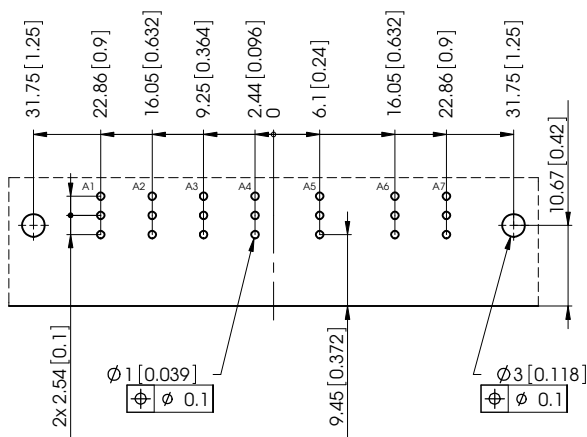 31.75 [1.25]
22.86 [0.9]
16.05 [0.632]
9.25 [0.364]
2.44 [0.096]
0
6.1 [0.24]
16.05 [0.632]
22.86 [0.9]
31.75 [1.25]
10.67 [0.42]
A1 A2 A3 A4 A5 A6 A7
2x 2.54 [0.1]
9.45 [0.372]
Ø1 [0.039]
⌖ Ø 0.1
Ø3 [0.118]
⌖ Ø 0.1